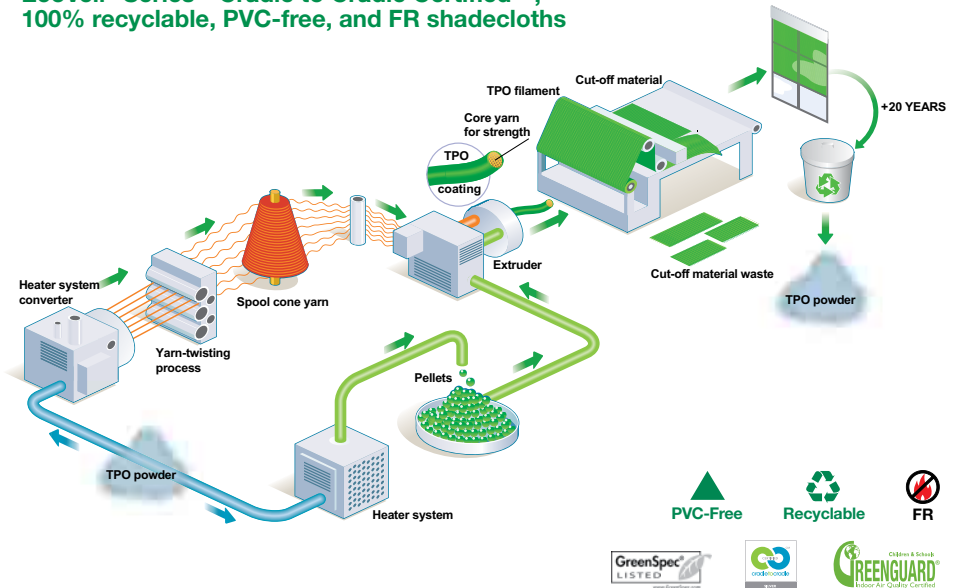 100% recyclable, PVC-free, and FR shadecloths
Cut-off material
TPO filament
+20 YEARS
Core yarn
for strength
TPO
coating
Extruder
Cut-off material waste
TPO powder
Heater system
converter
Spool cone yarn
Yarn-twisting
process
Pellets
TPO powder
Heater system
PVC-Free
Recyclable
FR
GreenSpec®
LISTED
cradletocradle
Children & Schools
GREENGUARD®
Indoor Air Quality Certified